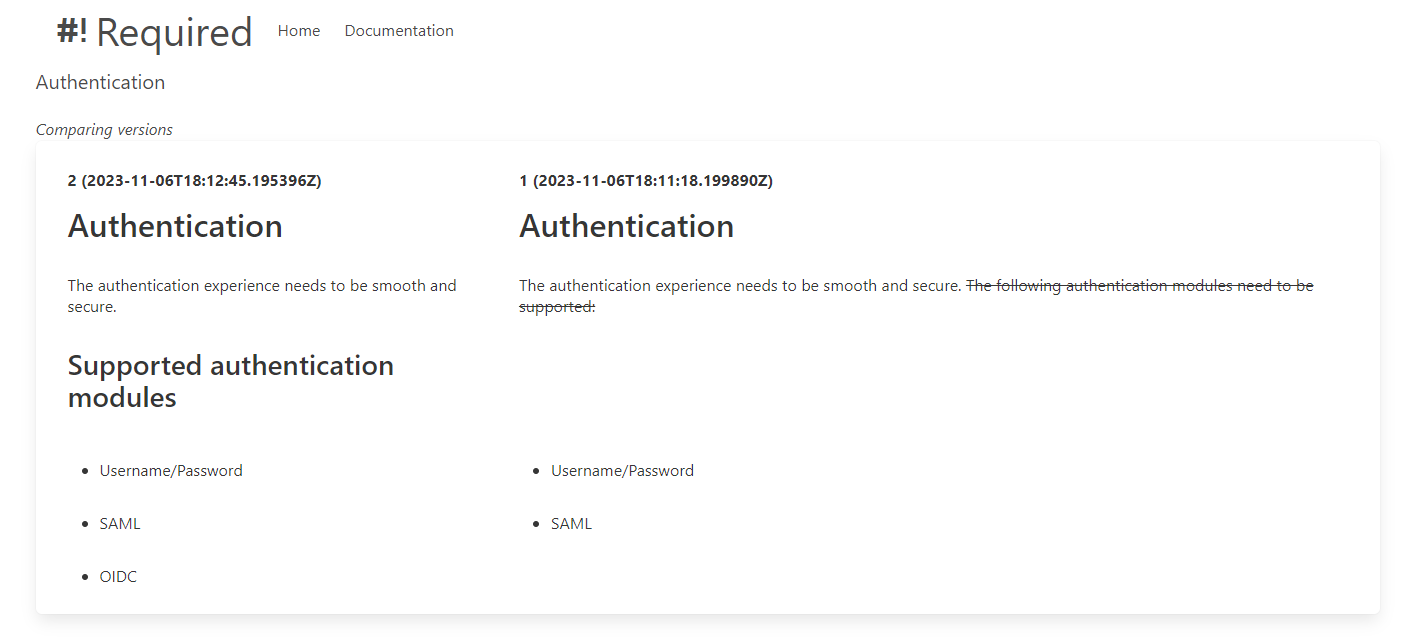 #! Required Home Documentation
Authentication
Comparing versions
2 (2023-11-06T18:12:45.195396Z)
Authentication
The authentication experience needs to be smooth and
secure.
Supported authentication
modules
• Username/Password
• SAML
• OIDC
1 (2023-11-06T18:11:18.199890Z)
Authentication
The authentication experience needs to be smooth and secure. The following authentication modules need to be
supported:
• Username/Password
• SAML